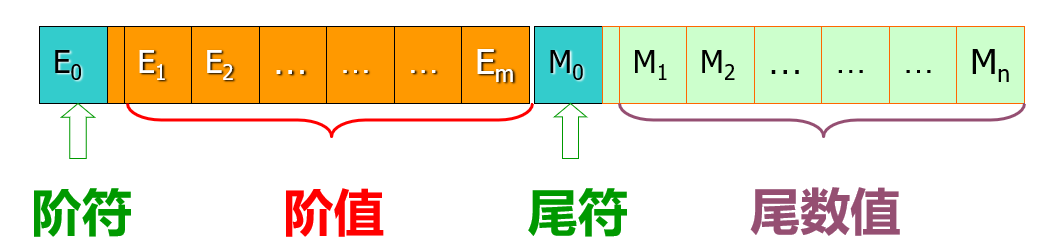 E₀ E₁ E₂ … … … Eₘ M₀ M₁ M₂ … … … Mₙ
阶符 阶值 尾符 尾数值